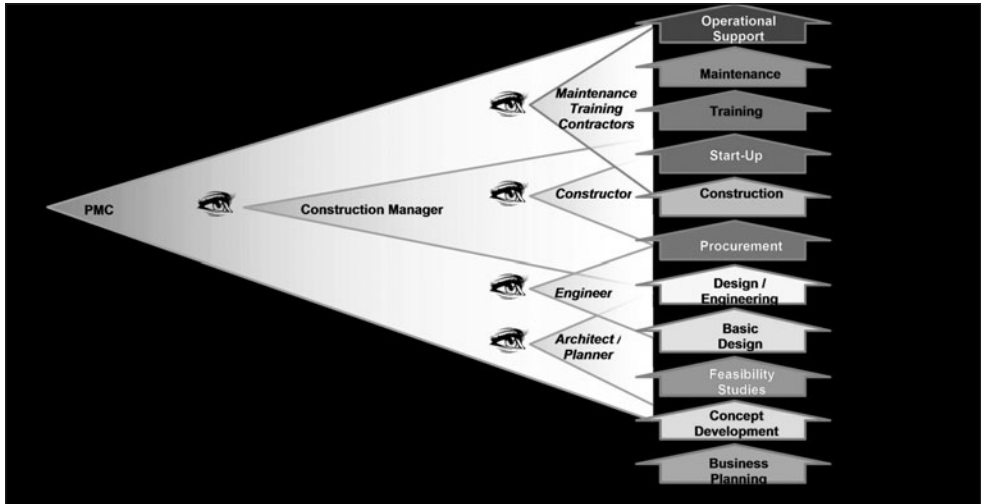 PMC
Construction Manager
Maintenance
Training
Contractors
Constructor
Engineer
Architect /
Planner
Operational
Support
Maintenance
Training
Start-Up
Construction
Procurement
Design /
Engineering
Basic
Design
Feasibility
Studies
Concept
Development
Business
Planning